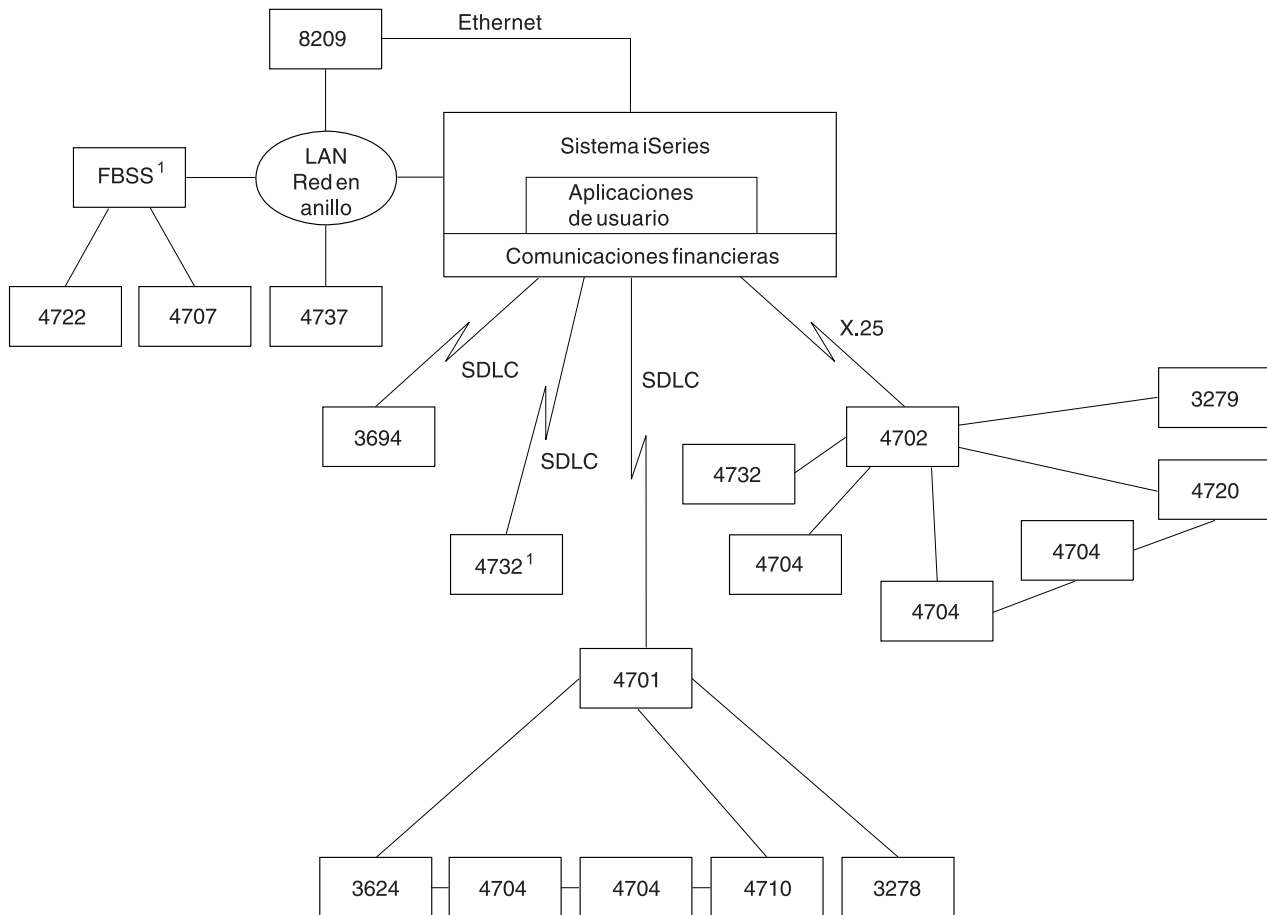 Ethernet
8209
Sistema iSeries
LAN
Red en
anillo
FBSS 1
Aplicaciones
de usuario
Comunicaciones financieras
4722
4707
4737
X.25
SDLC
SDLC
3279
3694
4702
SDLC
4732
4720
4732 1
4704
4704
4704
4701
3624
4704
4704
4710
3278